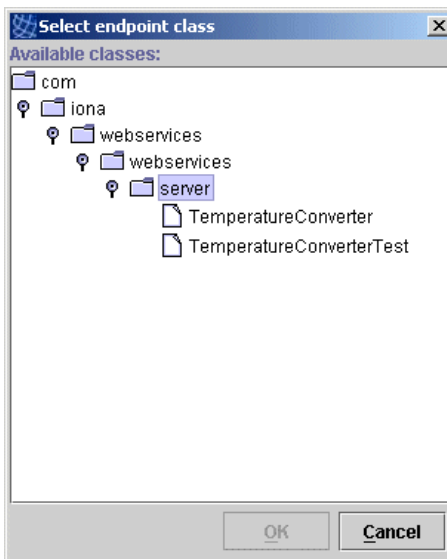 Select endpoint class
Available classes:
com
iona
webservices
webservices
server
TemperatureConverter
TemperatureConverterTest
OK Cancel